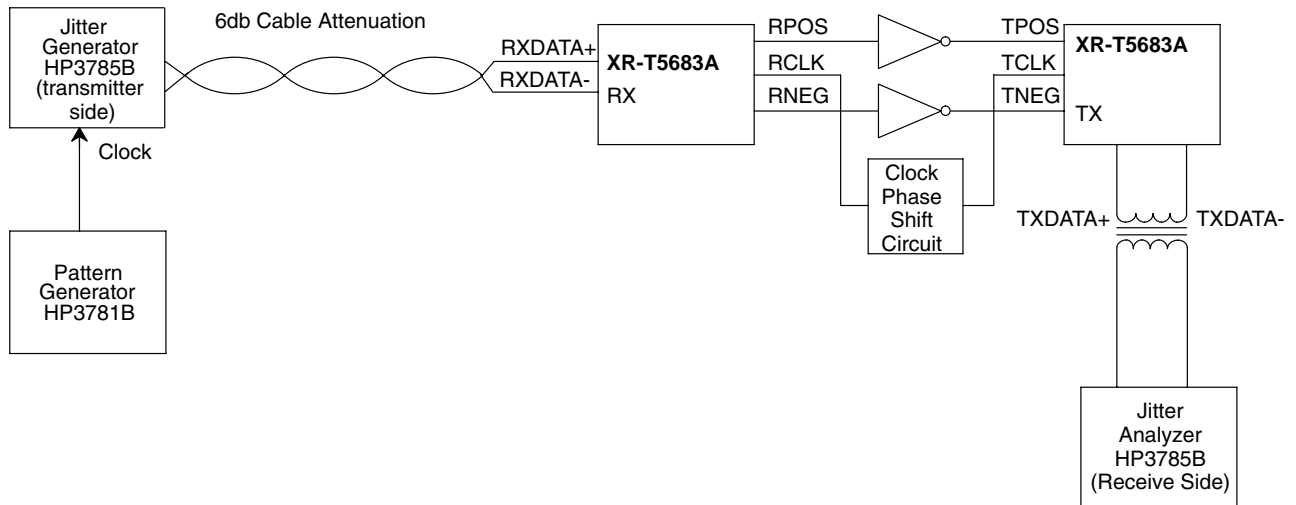 6db Cable Attenuation
Jitter
Generator
HP3785B
(transmitter
side)
Clock
Pattern
Generator
HP3781B
RXDATA+
RXDATA-
XR-T5683A
RX
RPOS
RCLK
RNEG
Clock
Phase
Shift
Circuit
TPOS
TCLK
TNEG
XR-T5683A
TX
TXDATA+
TXDATA-
Jitter
Analyzer
HP3785B
(Receive Side)